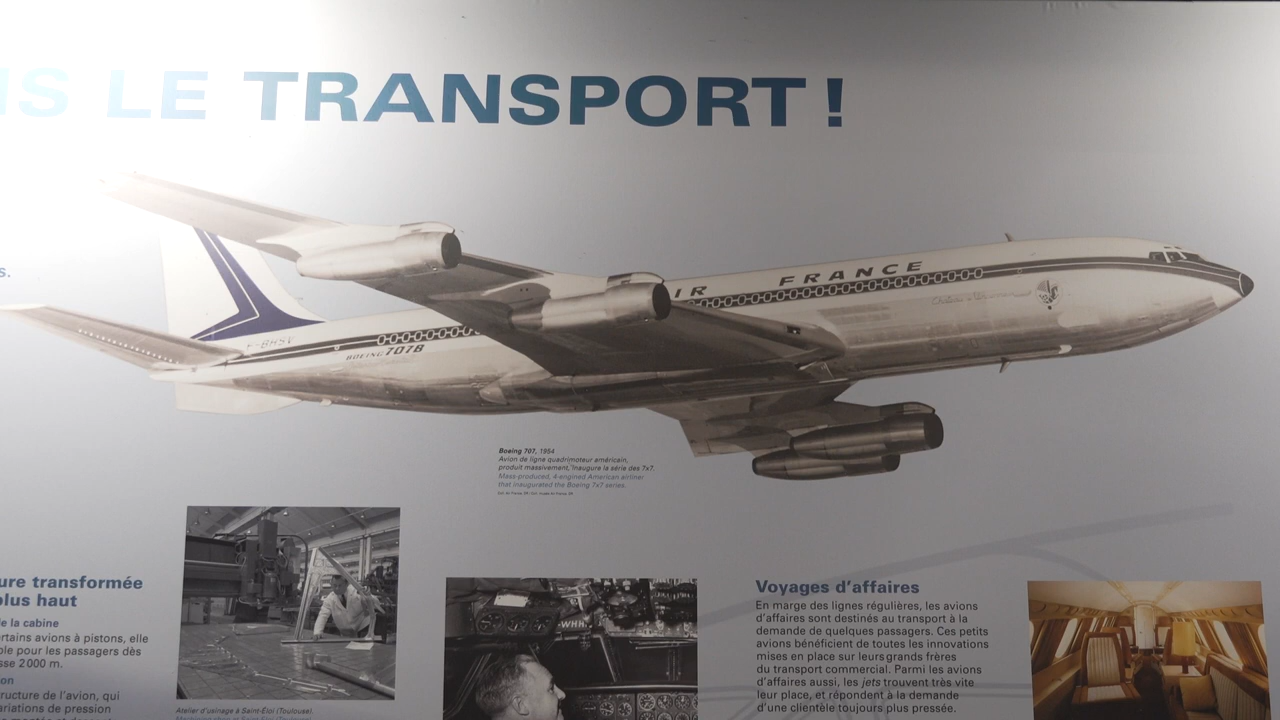 NS LE TRANSPORT !
s.
AIR FRANCE
F-BHSV
BOEING 707B
Boeing 707, 1954
Avion de ligne quadrimoteur américain,
produit massivement, inaugure la série des 7x7.
Mass-produced, 4-engined American airliner
that inaugurated the Boeing 7x7 series.
ure transformée
plus haut
e la cabine
ertains avions à pistons, elle
ble pour les passagers dès
sse 2 000 m.
on
ructure de l'avion, qui
ariations de pression
Atelier d'usinage à Saint-Éloi (Toulouse).
Voyages d'affaires
En marge des lignes régulières, les avions
d'affaires sont destinés au transport à la
demande de quelques passagers. Ces petits
avions bénéficient de toutes les innovations
mises en place sur leurs grands frères
du transport commercial. Parmi les avions
d'affaires aussi, les jets trouvent très vite
leur place, et répondent à la demande
d'une clientèle toujours plus pressée.